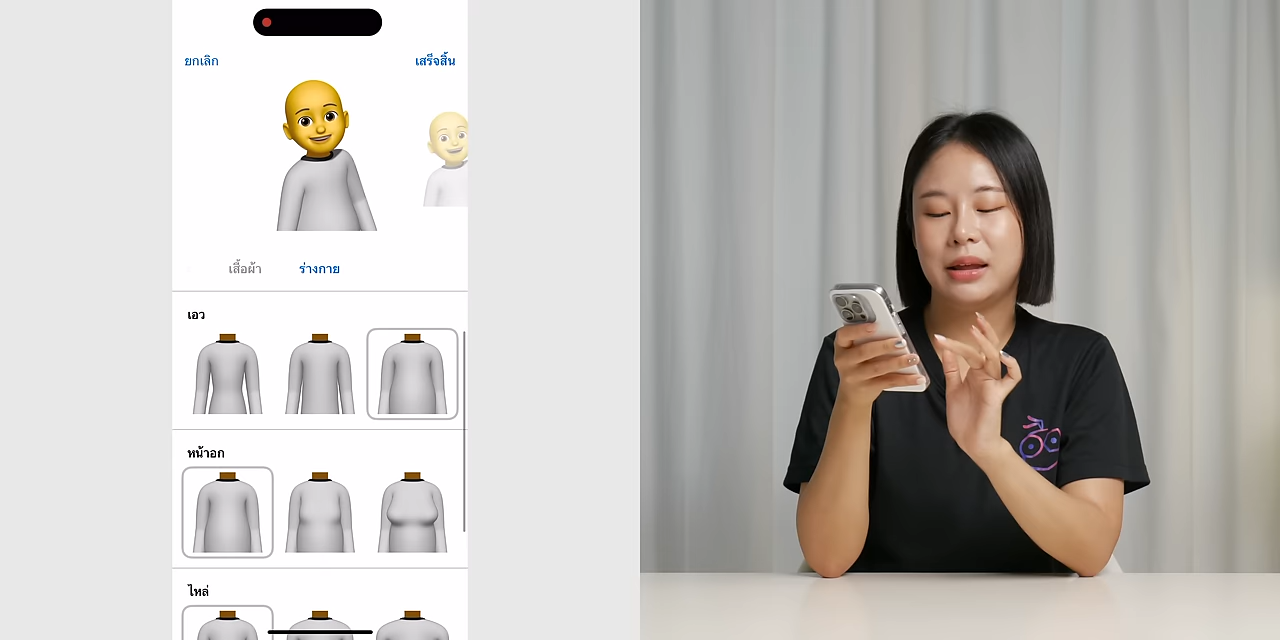 ยกเลิก
เสร็จสิ้น
เสื้อผ้า
ร่างกาย
เอว
หน้าอก
ไหล่